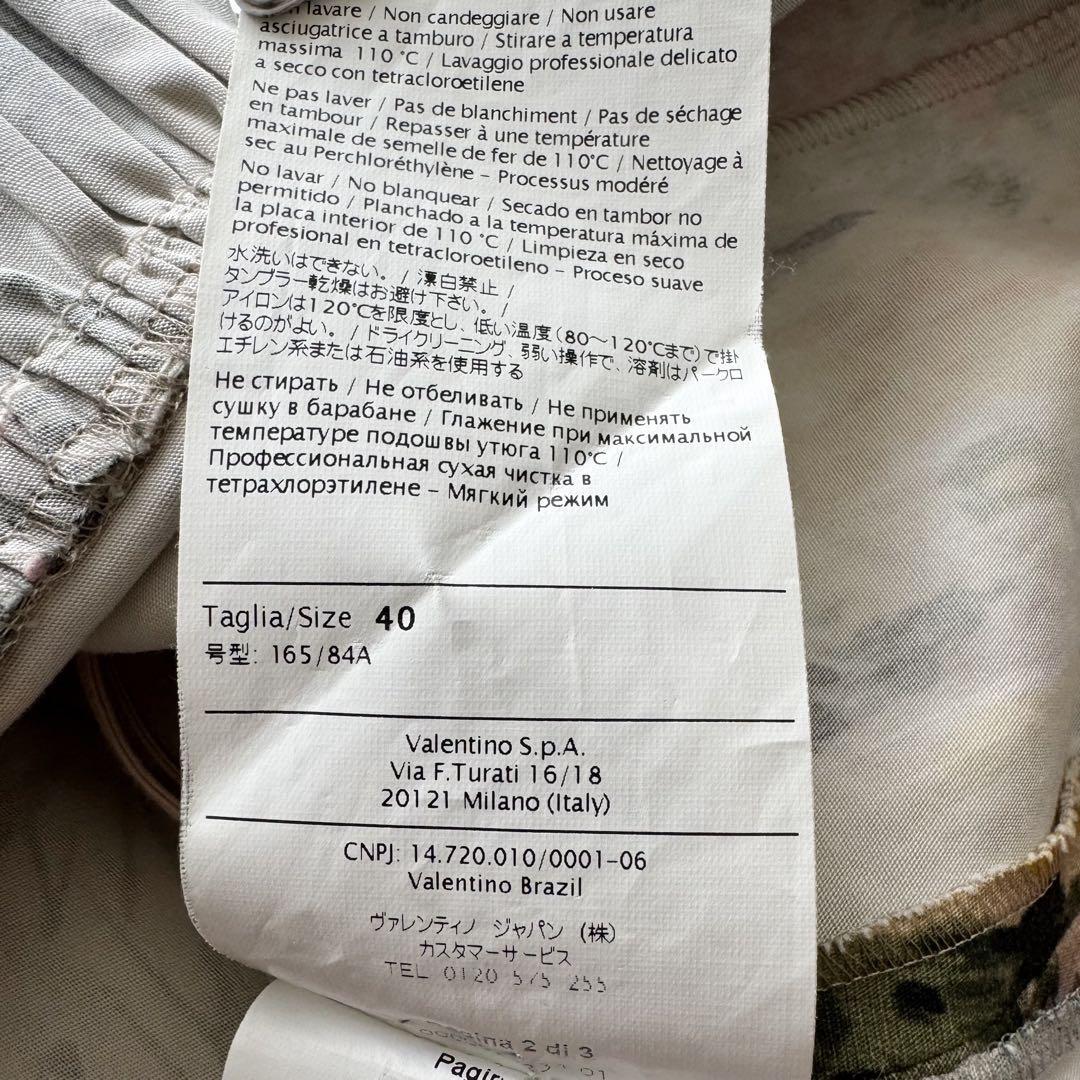 lavare / Non candeggiare / Non usare
asciugatrice a tamburo / Stirare a temperatura
massima 110 °C / Lavaggio professionale delicato
a secco con tetracloroetilene
Ne pas laver / Pas de blanchiment / Pas de séchage
en tambour / Repasser à une température
maximale de semelle de fer de 110°C / Nettoyage à
sec au Perchloréthylène – Processus modéré
No lavar / No blanquear / Secado en tambor no
permitido / Planchado a la temperatura máxima de
la placa interior de 110 °C / Limpieza en seco
profesional en tetracloroetileno – Proceso suave
水洗いはできない。 / 漂白禁止 /
タンブラー乾燥はお避け下さい。 /
アイロンは120℃を限度とし、低い温度(80～120℃まで)で掛
けるのがよい。 / ドライクリーニング、弱い操作で、溶剤はパークロ
エチレン系または石油系を使用する
Не стирать / Не отбеливать / Не применять
сушку в барабане / Глажение при максимальной
температуре подошвы утюга 110°C /
Профессиональная сухая чистка в
тетрахлорэтилене – Мягкий режим
Taglia/Size 40
号型: 165/84A
Valentino S.p.A.
Via F.Turati 16/18
20121 Milano (Italy)
CNPJ: 14.720.010/0001-06
Valentino Brazil
ヴァレンティノ ジャパン (株)
カスタマーサービス
TEL 0120 575 255
2 di 3